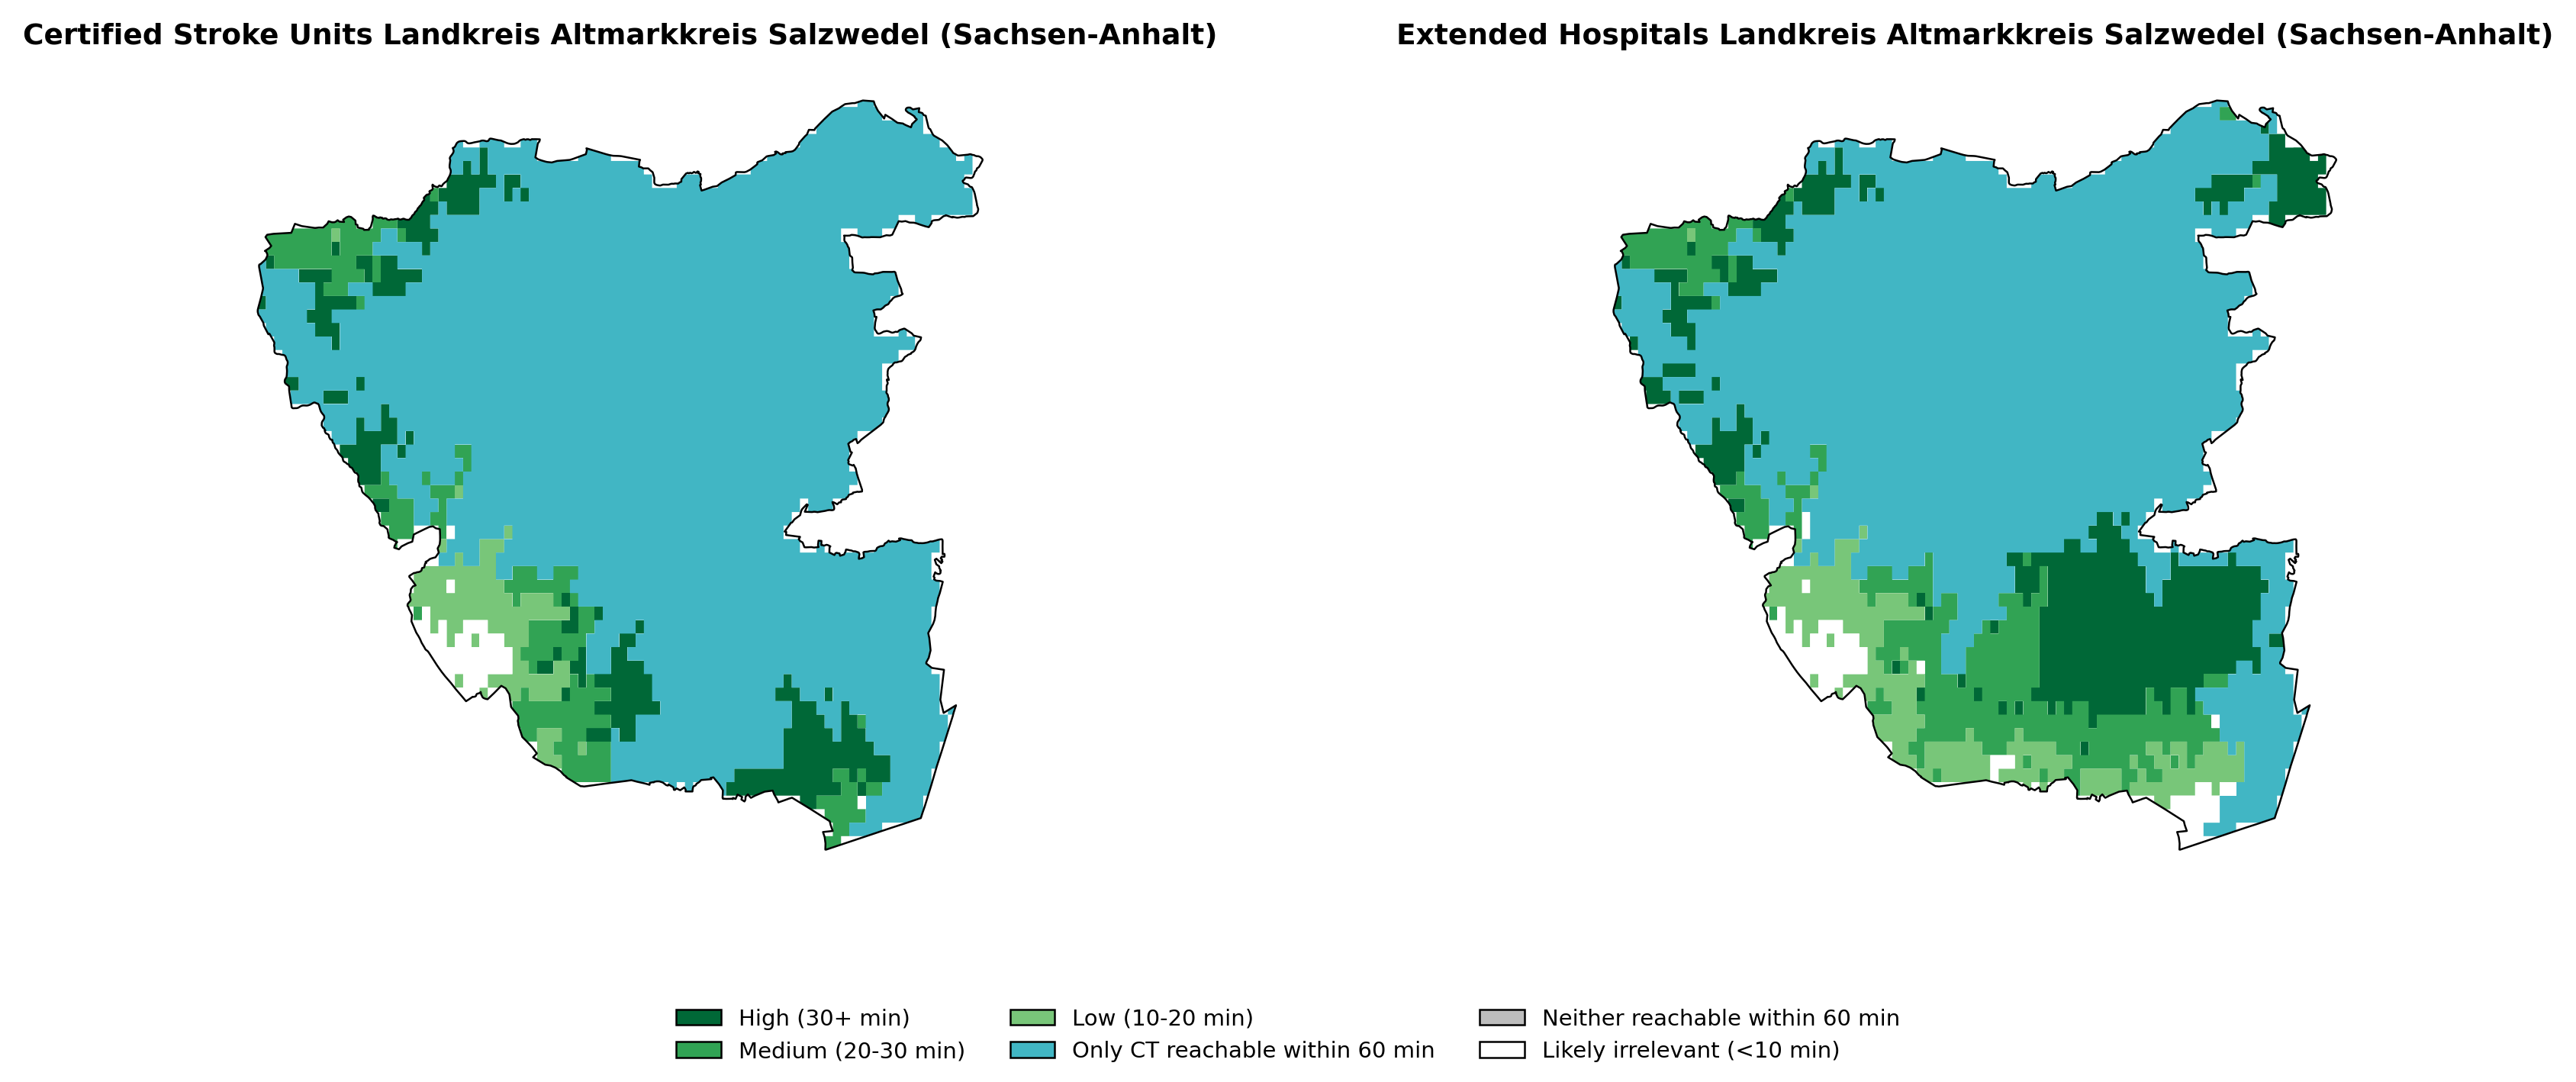 Certified Stroke Units Landkreis Altmarkkreis Salzwedel (Sachsen-Anhalt)
Extended Hospitals Landkreis Altmarkkreis Salzwedel (Sachsen-Anhalt)
High (30+ min)
Medium (20-30 min)
Low (10-20 min)
Only CT reachable within 60 min
Neither reachable within 60 min
Likely irrelevant (<10 min)